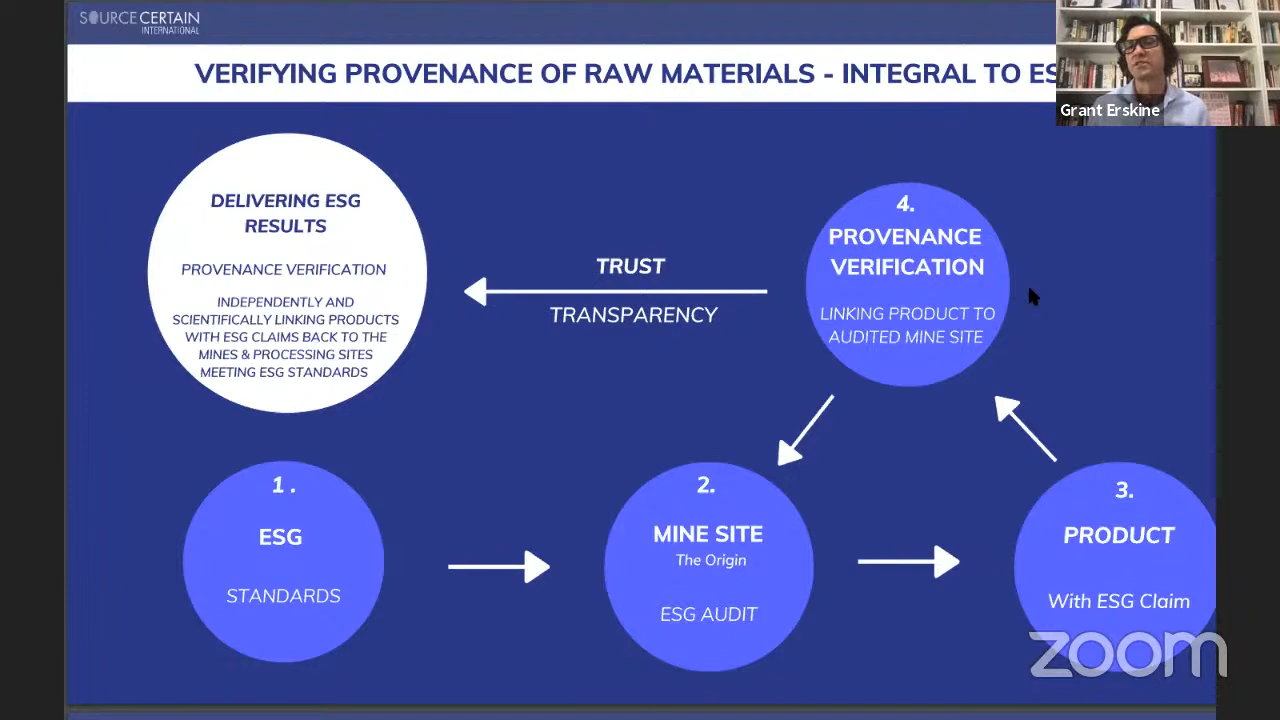 SOURCE CERTAIN
INTERNATIONAL
VERIFYING PROVENANCE OF RAW MATERIALS - INTEGRAL TO ES
Grant Erskine
DELIVERING ESG
RESULTS
PROVENANCE VERIFICATION
INDEPENDENTLY AND
SCIENTIFICALLY LINKING PRODUCTS
WITH ESG CLAIMS BACK TO THE
MINES & PROCESSING SITES
MEETING ESG STANDARDS
TRUST
TRANSPARENCY
4.
PROVENANCE
VERIFICATION
LINKING PRODUCT TO
AUDITED MINE SITE
1 .
ESG
STANDARDS
2.
MINE SITE
The Origin
ESG AUDIT
3.
PRODUCT
With ESG Claim
zoom